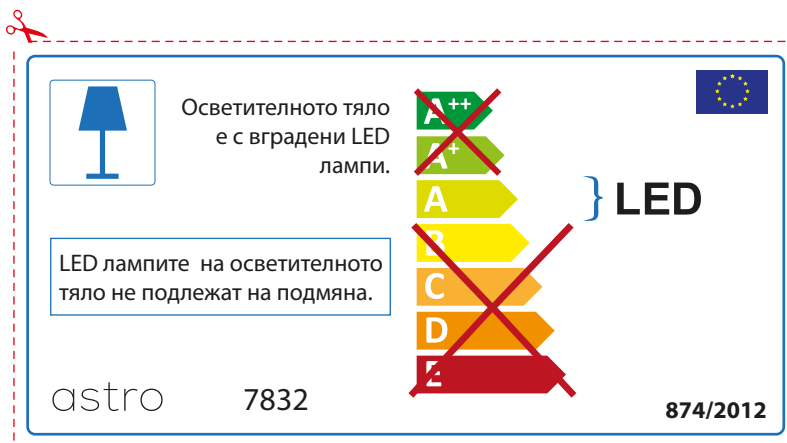 Осветителното тяло
е с вградени LED
лампи.
LED лампите на осветителното
тяло не подлежат на подмяна.
A++
A+
A
B
C
D
E
LED
astro
7832
874/2012